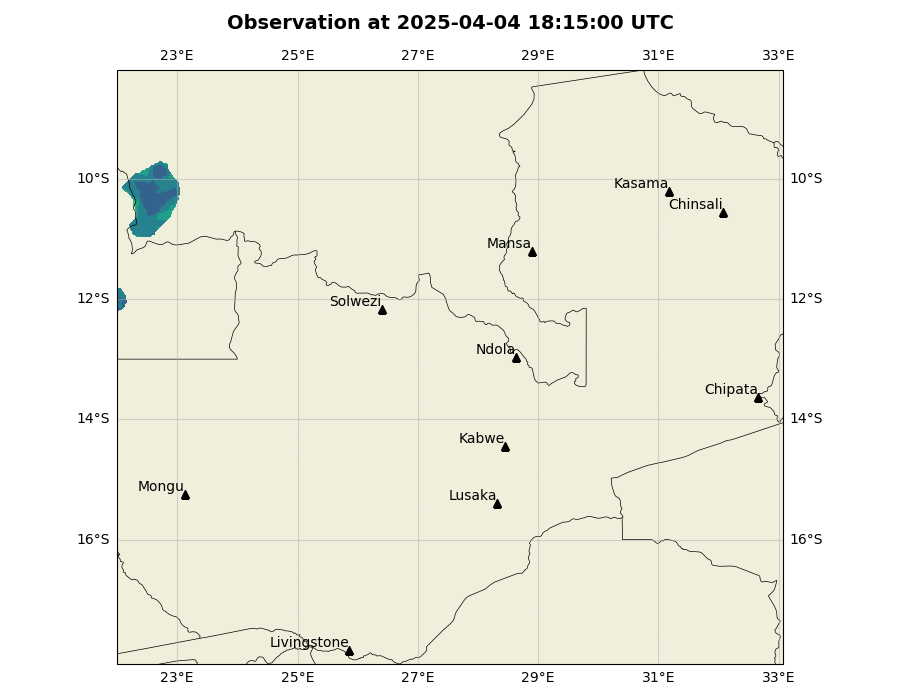 Observation at 2025-04-04 18:15:00 UTC
23°E 25°E 27°E 29°E 31°E 33°E
10°S 10°S
Kasama
Chinsali
Mansa
12°S 12°S
Solwezi
Ndola
Chipata
14°S 14°S
Kabwe
Mongu
Lusaka
16°S 16°S
Livingstone
23°E 25°E 27°E 29°E 31°E 33°E